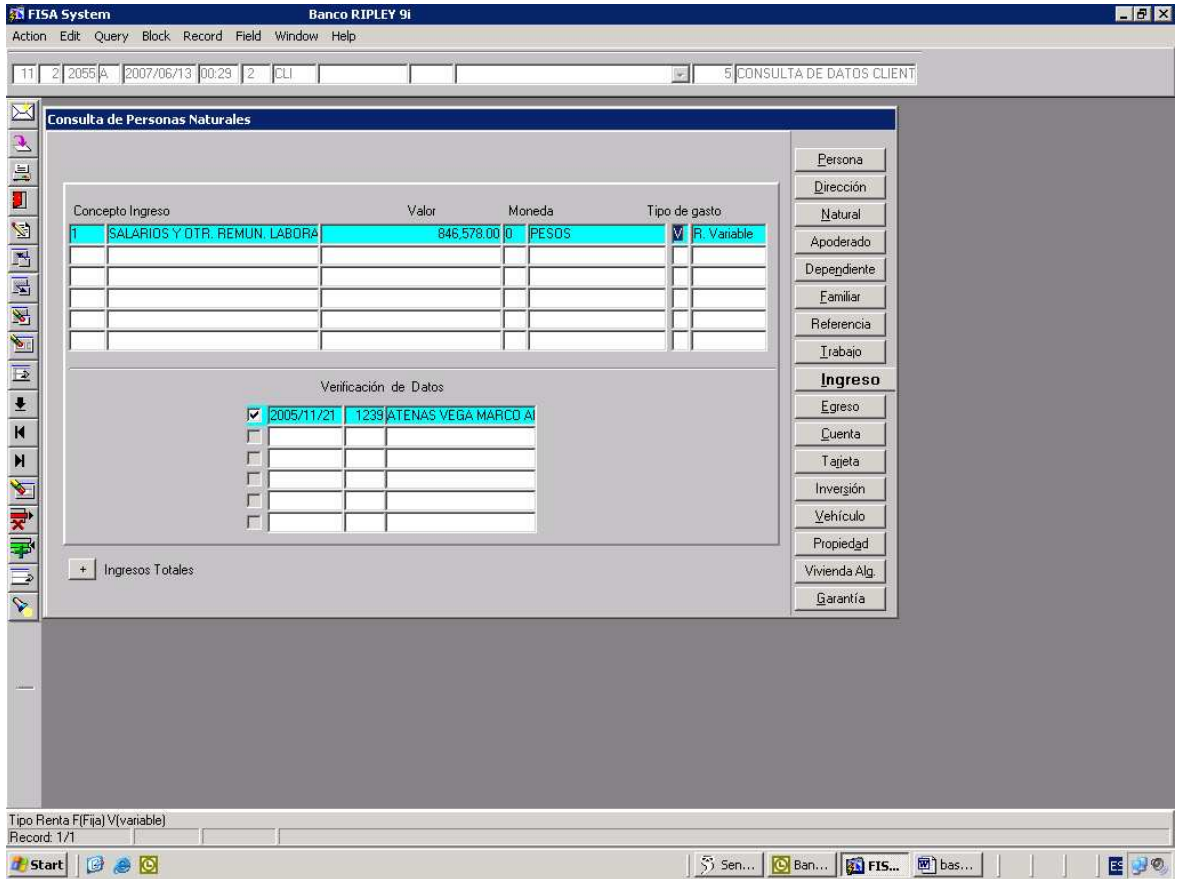 FISA System Banco RIPLEY 9i
Action Edit Query Block Record Field Window Help
11 2 2055 A 2007/06/13 00:29 2 CLI 5 CONSULTA DE DATOS CLIENT
Consulta de Personas Naturales
Persona
Dirección
Concepto Ingreso Valor Moneda Tipo de gasto Natural
1 SALARIOS Y OTR. REMUN. LABORA 846,578.00 0 PESOS V R. Variable
Apoderado
Dependiente
Familiar
Referencia
Trabajo
Ingreso
Verificación de Datos
Egreso
2005/11/21 1239 ATENAS VEGA MARCO A
Cuenta
Tarjeta
Inversión
Vehículo
Propiedad
+ Ingresos Totales Vivienda Alg.
Garantía
Tipo Renta F(Fija) V(variable)
Record: 1/1
Start Sen... Ban... FIS... bas... ES